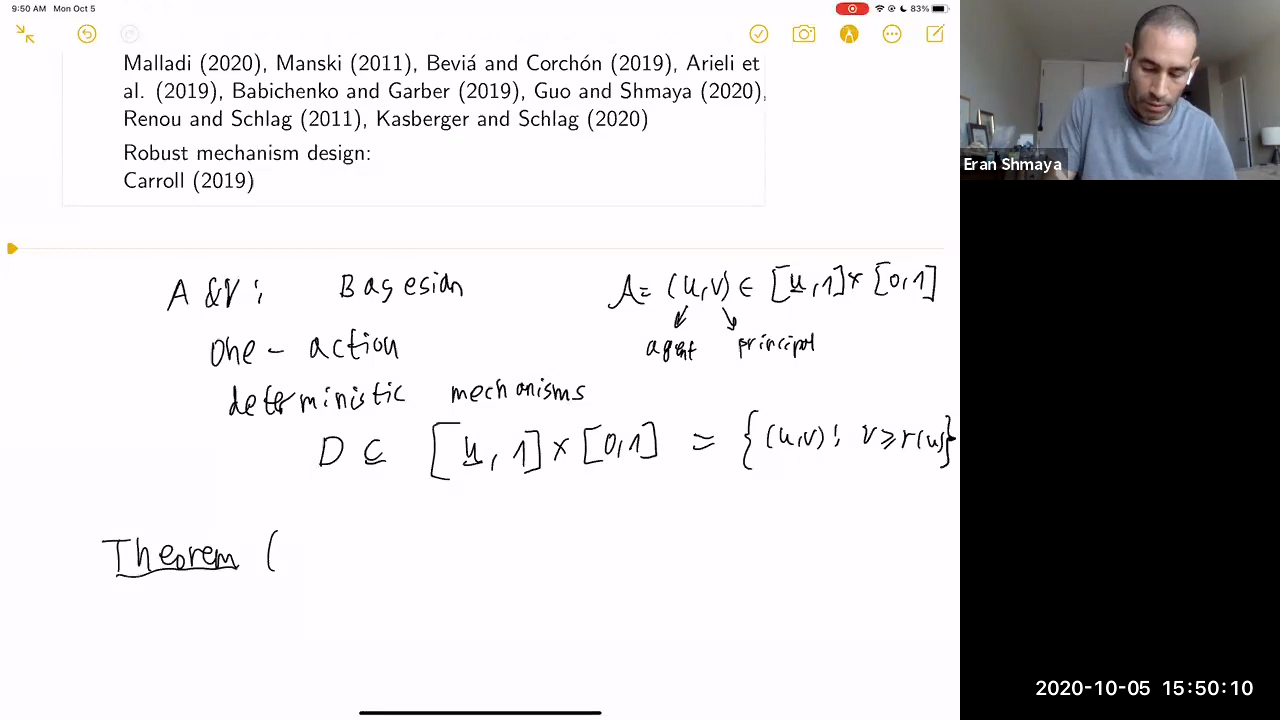 9:50 AM Mon Oct 5
83%
Malladi (2020), Manski (2011), Beviá and Corchón (2019), Arieli et
al. (2019), Babichenko and Garber (2019), Guo and Shmaya (2020),
Renou and Schlag (2011), Kasberger and Schlag (2020)
Robust mechanism design:
Carroll (2019)
A &V: Bayesian
A = (u,v) ∈ [u̲,1]×[0,1]
agent principal
one - action
deterministic mechanisms
D ⊆ [u̲, 1] × [0,1] = {(u,v): v ≥ r(u)}
Theorem (
Eran Shmaya
2020-10-05 15:50:10